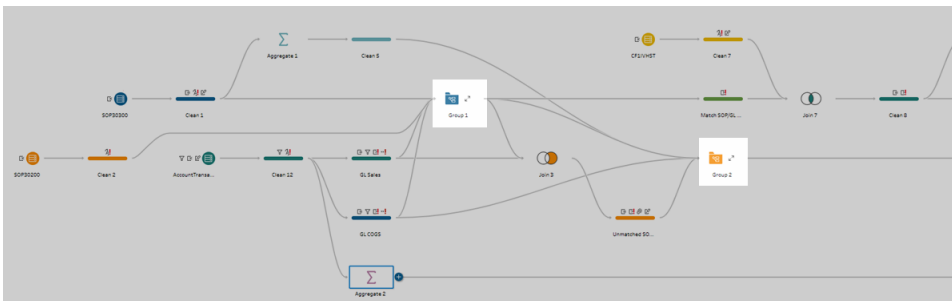 Aggregate 1
Clean 5
CF1IVHST
Clean 7
SOP30300
Clean 1
Group 1
Match SOP/GL ...
Join 7
Clean 8
SOP30200
Clean 2
AccountTransa...
Clean 12
GL Sales
Join 3
Group 2
GL COGS
Unmatched SO...
Aggregate 2